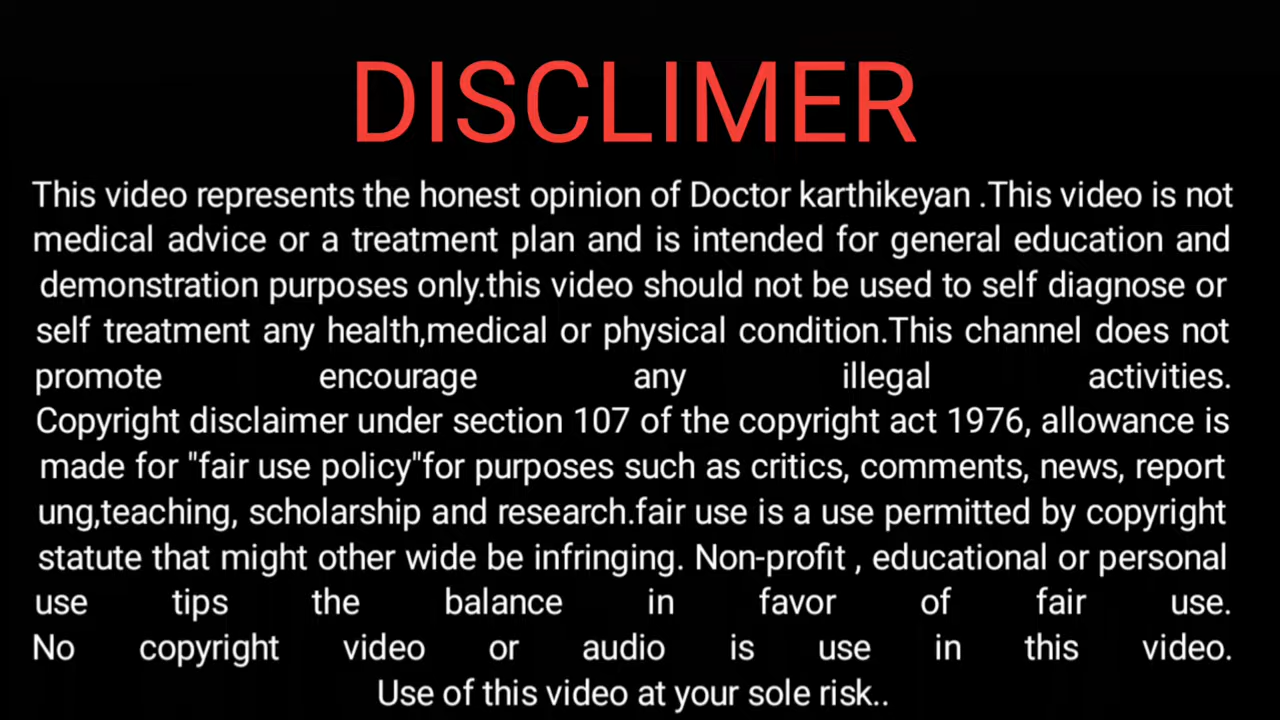 DISCLIMER
This video represents the honest opinion of Doctor karthikeyan .This video is not
medical advice or a treatment plan and is intended for general education and
demonstration purposes only.this video should not be used to self diagnose or
self treatment any health,medical or physical condition.This channel does not
promote encourage any illegal activities.
Copyright disclaimer under section 107 of the copyright act 1976, allowance is
made for "fair use policy"for purposes such as critics, comments, news, report
ung,teaching, scholarship and research.fair use is a use permitted by copyright
statute that might other wide be infringing. Non-profit , educational or personal
use tips the balance in favor of fair use.
No copyright video or audio is use in this video.
Use of this video at your sole risk..